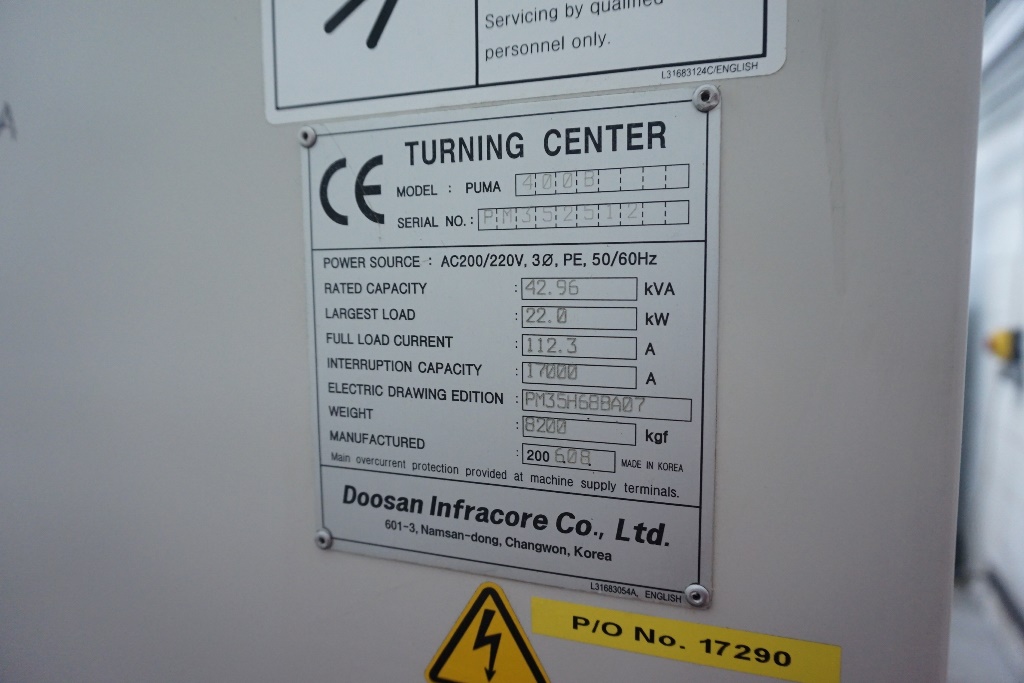 Servicing by qualified
personnel only.
L31683124C/ENGLISH
CE
TURNING CENTER
MODEL : PUMA 400B
SERIAL NO. : PM352512
POWER SOURCE : AC200/220V, 3Ø, PE, 50/60Hz
RATED CAPACITY : 42.96 kVA
LARGEST LOAD : 22.0 kW
FULL LOAD CURRENT : 112.3 A
INTERRUPTION CAPACITY : 17000 A
ELECTRIC DRAWING EDITION : PM35H68BA07
WEIGHT : 8200 kgf
MANUFACTURED : 2006.08. MADE IN KOREA
Main overcurrent protection provided at machine supply terminals.
Doosan Infracore Co., Ltd.
601-3, Namsan-dong, Changwon, Korea
L31683054A, ENGLISH
P/O No. 17290